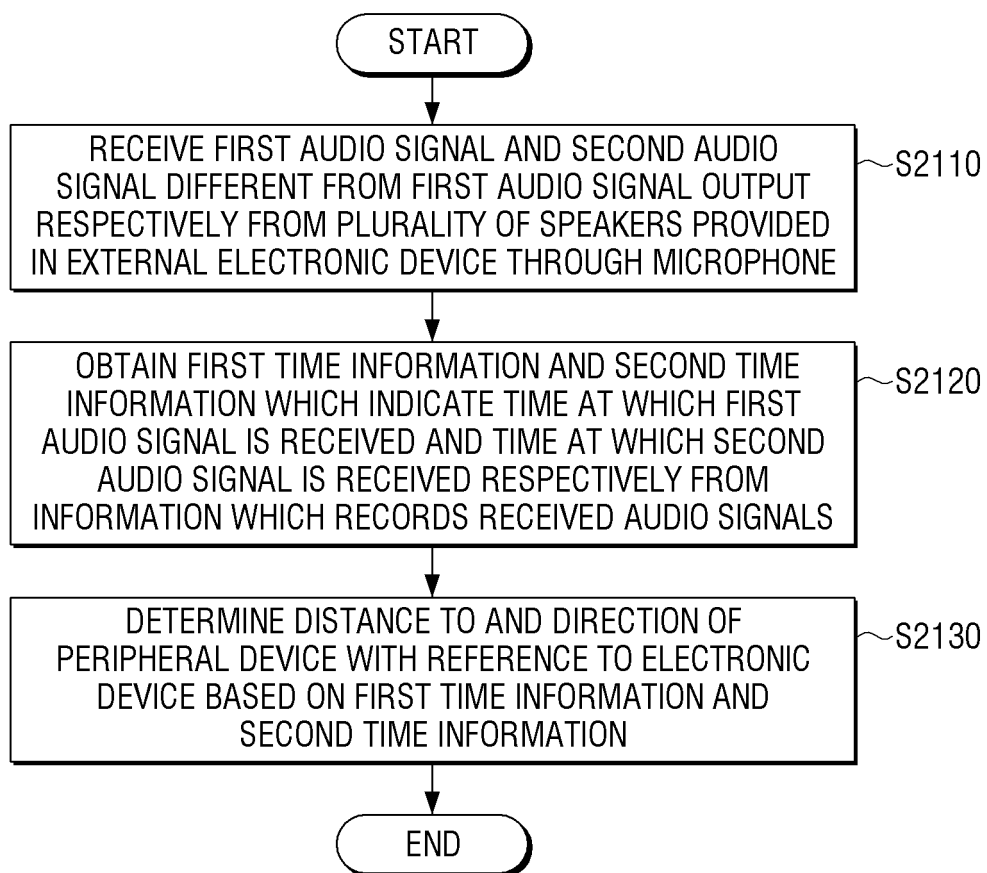 START
RECEIVE FIRST AUDIO SIGNAL AND SECOND AUDIO
SIGNAL DIFFERENT FROM FIRST AUDIO SIGNAL OUTPUT
RESPECTIVELY FROM PLURALITY OF SPEAKERS PROVIDED
IN EXTERNAL ELECTRONIC DEVICE THROUGH MICROPHONE
S2110
OBTAIN FIRST TIME INFORMATION AND SECOND TIME
INFORMATION WHICH INDICATE TIME AT WHICH FIRST
AUDIO SIGNAL IS RECEIVED AND TIME AT WHICH SECOND
AUDIO SIGNAL IS RECEIVED RESPECTIVELY FROM
INFORMATION WHICH RECORDS RECEIVED AUDIO SIGNALS
S2120
DETERMINE DISTANCE TO AND DIRECTION OF
PERIPHERAL DEVICE WITH REFERENCE TO ELECTRONIC
DEVICE BASED ON FIRST TIME INFORMATION AND
SECOND TIME INFORMATION
S2130
END